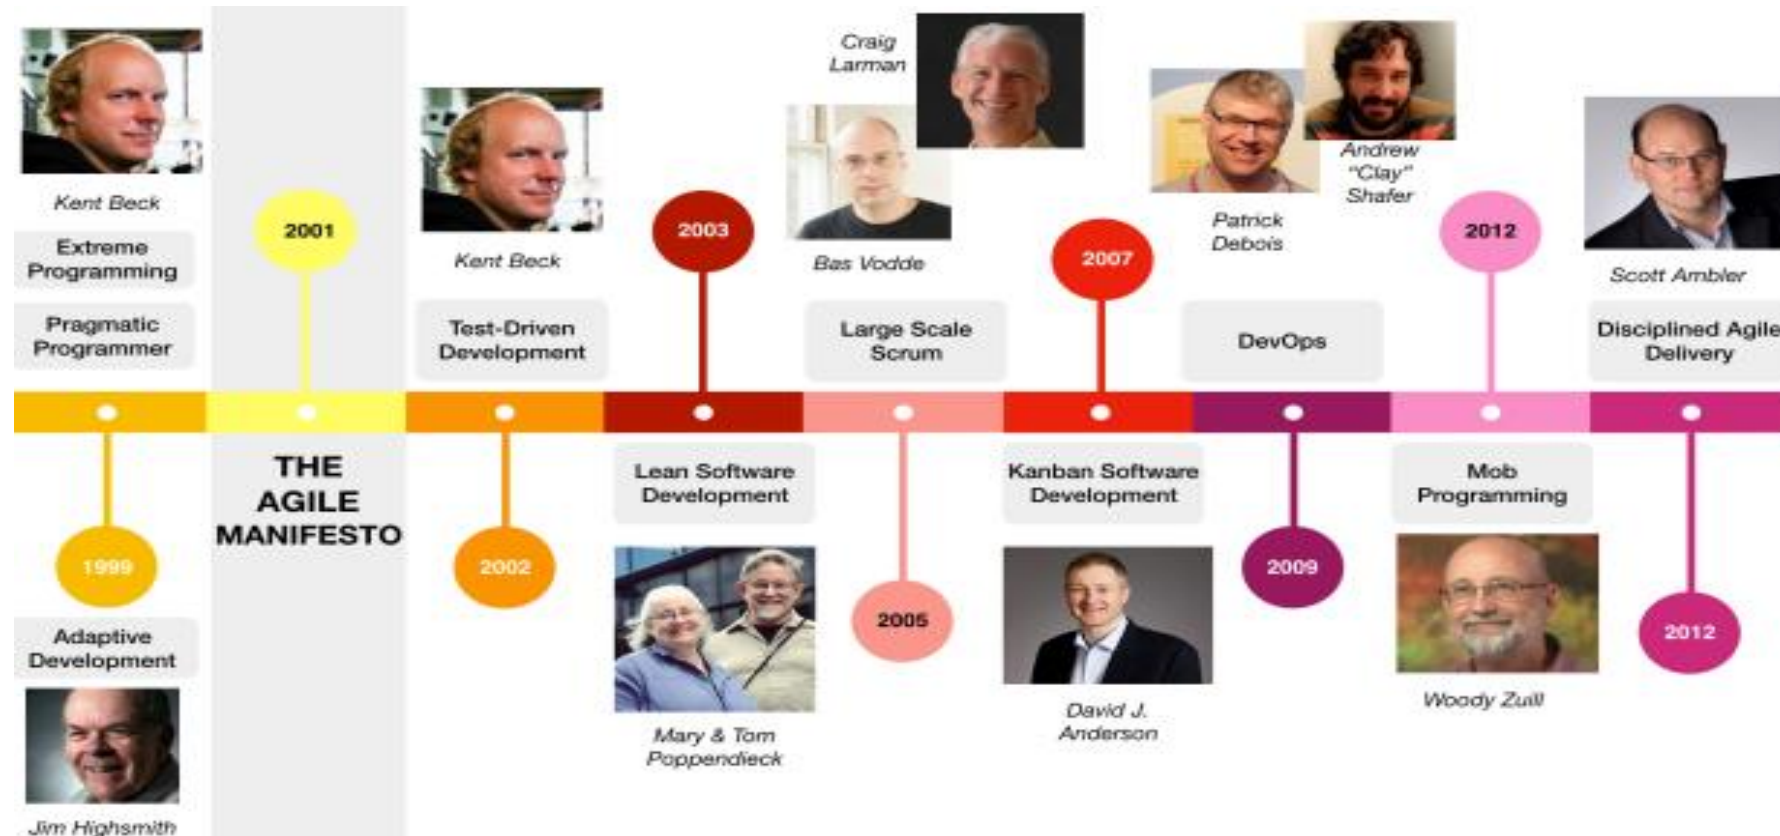 Kent Beck
Extreme
Programming
Pragmatic
Programmer
1999
Adaptive
Development
Jim Highsmith
2001
THE
AGILE
MANIFESTO
Kent Beck
Test-Driven
Development
2002
2003
Lean Software
Development
Mary & Tom
Poppendieck
Craig
Larman
Bas Vodde
Large Scale
Scrum
2005
2007
Kanban Software
Development
David J.
Anderson
Andrew
"Clay"
Shafer
Patrick
Debois
DevOps
2009
2012
Mob
Programming
Woody Zuill
Scott Ambler
Disciplined Agile
Delivery
2012